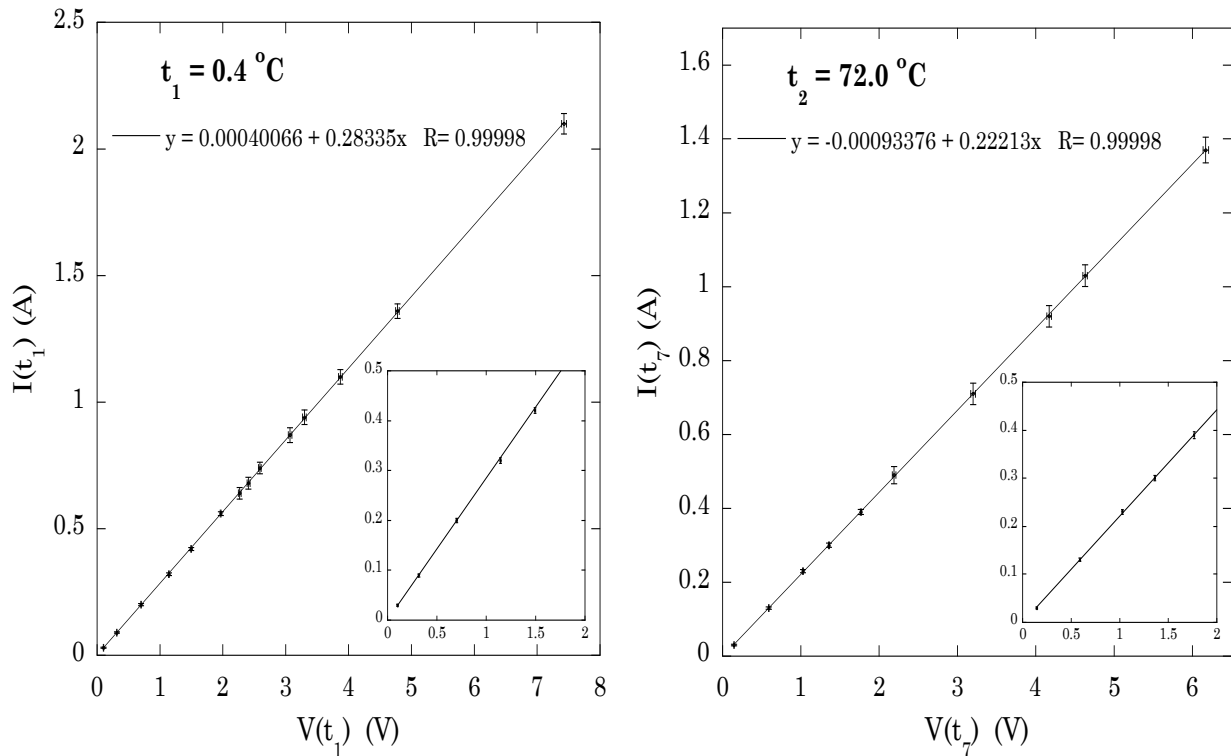 t1 = 0.4 °C
y = 0.00040066 + 0.28335x R= 0.99998
2.5
2
1.5
1
0.5
0
I(t1) (A)
0 1 2 3 4 5 6 7 8
V(t1) (V)
0.5
0.4
0.3
0.2
0.1
0
0 0.5 1 1.5 2
t2 = 72.0 °C
y = -0.00093376 + 0.22213x R= 0.99998
1.6
1.4
1.2
1
0.8
0.6
0.4
0.2
0
I(t7) (A)
0 1 2 3 4 5 6
V(t7) (V)
0.5
0.4
0.3
0.2
0.1
0
0 0.5 1 1.5 2